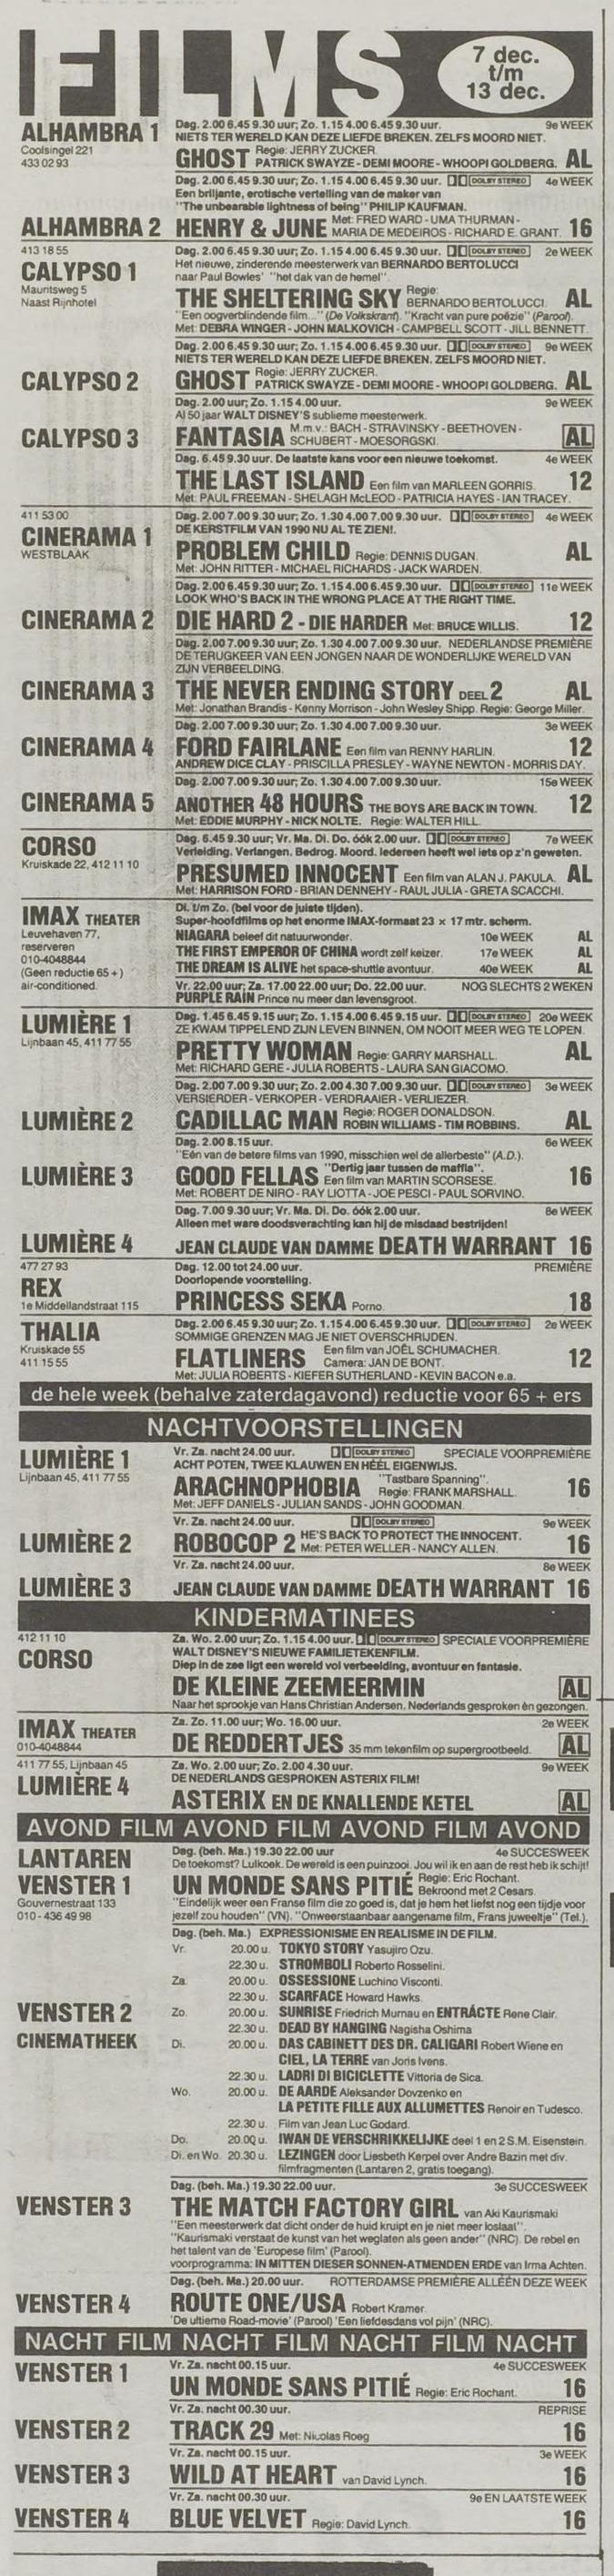 FILMS
7 dec.
t/m
13 dec.
ALHAMBRA 1
Coolsingel 221
433 02 93
Dag. 2.00 6.45 9.30 uur; Zo. 1.15 4.00 6.45 9.30 uur. 9e WEEK
NIETS TER WERELD KAN DEZE LIEFDE BREKEN. ZELFS MOORD NIET.
GHOST Regie: JERRY ZUCKER. PATRICK SWAYZE - DEMI MOORE - WHOOPI GOLDBERG. AL
Dag. 2.00 6.45 9.30 uur; Zo. 1.15 4.00 6.45 9.30 uur. DOLBY STEREO 4e WEEK
Een briljante, erotische vertelling van de maker van
"The unbearable lightness of being" PHILIP KAUFMAN.
ALHAMBRA 2 HENRY & JUNE Met: FRED WARD - UMA THURMAN - MARIA DE MEDEIROS - RICHARD E. GRANT. 16
413 18 55
CALYPSO 1
Mauritsweg 5
Naast Rijnhotel
Dag. 2.00 6.45 9.30 uur; Zo. 1.15 4.00 6.45 9.30 uur. DOLBY STEREO 2e WEEK
Het nieuwe, zinderende meesterwerk van BERNARDO BERTOLUCCI
naar Paul Bowles' "het dak van de hemel".
THE SHELTERING SKY Regie: BERNARDO BERTOLUCCI. AL
"Een oogverblindende film..." (De Volkskrant). "Kracht van pure poëzie" (Parool).
Met: DEBRA WINGER - JOHN MALKOVICH - CAMPBELL SCOTT - JILL BENNETT.
Dag. 2.00 6.45 9.30 uur; Zo. 1.15 4.00 6.45 9.30 uur. DOLBY STEREO 9e WEEK
NIETS TER WERELD KAN DEZE LIEFDE BREKEN. ZELFS MOORD NIET.
CALYPSO 2 GHOST Regie: JERRY ZUCKER. PATRICK SWAYZE - DEMI MOORE - WHOOPI GOLDBERG. AL
Dag. 2.00 uur; Zo. 1.15 4.00 uur. 9e WEEK
Al 50 jaar WALT DISNEY'S sublieme meesterwerk.
CALYPSO 3 FANTASIA M.m.v.: BACH - STRAVINSKY - BEETHOVEN - SCHUBERT - MOESORGSKI. AL
Dag. 6.45 9.30 uur. De laatste kans voor een nieuwe toekomst. 4e WEEK
THE LAST ISLAND Een film van MARLEEN GORRIS. 12
Met: PAUL FREEMAN - SHELAGH McLEOD - PATRICIA HAYES - IAN TRACEY.
411 53 00
CINERAMA 1
WESTBLAAK
Dag. 2.00 7.00 9.30 uur; Zo. 1.30 4.00 7.00 9.30 uur. DOLBY STEREO 4e WEEK
DE KERSTFILM VAN 1990 NU AL TE ZIEN!.
PROBLEM CHILD Regie: DENNIS DUGAN. AL
Met: JOHN RITTER - MICHAEL RICHARDS - JACK WARDEN.
Dag. 2.00 6.45 9.30 uur; Zo. 1.15 4.00 6.45 9.30 uur. DOLBY STEREO 11e WEEK
LOOK WHO'S BACK IN THE WRONG PLACE AT THE RIGHT TIME.
CINERAMA 2 DIE HARD 2 - DIE HARDER Met: BRUCE WILLIS. 12
Dag. 2.00 7.00 9.30 uur; Zo. 1.30 4.00 7.00 9.30 uur. NEDERLANDSE PREMIÈRE
DE TERUGKEER VAN EEN JONGEN NAAR DE WONDERLIJKE WERELD VAN
ZIJN VERBEELDING.
CINERAMA 3 THE NEVER ENDING STORY DEEL 2 AL
Met: Jonathan Brandis - Kenny Morrison - John Wesley Shipp. Regie: George Miller.
Dag. 2.00 7.00 9.30 uur; Zo. 1.30 4.00 7.00 9.30 uur. 3e WEEK
CINERAMA 4 FORD FAIRLANE Een film van RENNY HARLIN. 12
ANDREW DICE CLAY - PRISCILLA PRESLEY - WAYNE NEWTON - MORRIS DAY.
Dag. 2.00 7.00 9.30 uur; Zo. 1.30 4.00 7.00 9.30 uur. 15e WEEK
CINERAMA 5 ANOTHER 48 HOURS THE BOYS ARE BACK IN TOWN. 12
Met: EDDIE MURPHY - NICK NOLTE. Regie: WALTER HILL.
CORSO
Kruiskade 22, 412 11 10
Dag. 6.45 9.30 uur; Vr. Ma. Di. Do. óók 2.00 uur. DOLBY STEREO 7e WEEK
Verleiding. Verlangen. Bedrog. Moord. Iedereen heeft wel iets op z'n geweten.
PRESUMED INNOCENT Een film van ALAN J. PAKULA. AL
Met: HARRISON FORD - BRIAN DENNEHY - RAUL JULIA - GRETA SCACCHI.
IMAX THEATER
Leuvehaven 77,
reserveren
010-4048844
(Geen reductie 65 +)
air-conditioned.
Di. t/m Zo. (bel voor de juiste tijden).
Super-hoofdfilms op het enorme IMAX-formaat 23 × 17 mtr. scherm.
NIAGARA beleef dit natuurwonder. 10e WEEK AL
THE FIRST EMPEROR OF CHINA wordt zelf keizer. 17e WEEK AL
THE DREAM IS ALIVE het space-shuttle avontuur. 40e WEEK AL
Vr. 22.00 uur; Za. 17.00 22.00 uur; Do. 22.00 uur. NOG SLECHTS 2 WEKEN
PURPLE RAIN Prince nu meer dan levensgroot.
LUMIÈRE 1
Lijnbaan 45, 411 77 55
Dag. 1.45 6.45 9.15 uur; Zo. 1.15 4.00 6.45 9.15 uur. DOLBY STEREO 20e WEEK
ZE KWAM TIPPELEND ZIJN LEVEN BINNEN, OM NOOIT MEER WEG TE LOPEN.
PRETTY WOMAN Regie: GARRY MARSHALL. AL
Met: RICHARD GERE - JULIA ROBERTS - LAURA SAN GIACOMO.
Dag. 2.00 7.00 9.30 uur; Zo. 2.00 4.30 7.00 9.30 uur. DOLBY STEREO 3e WEEK
VERSIERDER - VERKOPER - VERDRAAIER - VERLIEZER.
LUMIÈRE 2 CADILLAC MAN Regie: ROGER DONALDSON. ROBIN WILLIAMS - TIM ROBBINS. AL
Dag. 2.00 8.15 uur. 6e WEEK
"Eén van de betere films van 1990, misschien wel de allerbeste" (A.D.).
LUMIÈRE 3 GOOD FELLAS "Dertig jaar tussen de maffia". Een film van MARTIN SCORSESE. 16
Met: ROBERT DE NIRO - RAY LIOTTA - JOE PESCI - PAUL SORVINO.
Dag. 7.00 9.30 uur; Vr. Ma. Di. Do. óók 2.00 uur. 8e WEEK
Alleen met ware doodsverachting kan hij de misdaad bestrijden!
LUMIÈRE 4 JEAN CLAUDE VAN DAMME DEATH WARRANT 16
477 27 93
REX
1e Middellandstraat 115
Dag. 12.00 tot 24.00 uur. PREMIÈRE
Doorlopende voorstelling.
PRINCESS SEKA Porno. 18
THALIA
Kruiskade 55
411 15 55
Dag. 2.00 6.45 9.30 uur; Zo. 1.15 4.00 6.45 9.30 uur. DOLBY STEREO 2e WEEK
SOMMIGE GRENZEN MAG JE NIET OVERSCHRIJDEN.
FLATLINERS Een film van JOËL SCHUMACHER. Camera: JAN DE BONT. 12
Met: JULIA ROBERTS - KIEFER SUTHERLAND - KEVIN BACON e.a.
de hele week (behalve zaterdagavond) reductie voor 65 + ers
NACHTVOORSTELLINGEN
LUMIÈRE 1
Lijnbaan 45, 411 77 55
Vr. Za. nacht 24.00 uur. DOLBY STEREO SPECIALE VOORPREMIÈRE
ACHT POTEN, TWEE KLAUWEN EN HÉÉL EIGENWIJS.
ARACHNOPHOBIA "Tastbare Spanning". Regie: FRANK MARSHALL. 16
Met: JEFF DANIELS - JULIAN SANDS - JOHN GOODMAN.
Vr. Za. nacht 24.00 uur. DOLBY STEREO 9e WEEK
LUMIÈRE 2 ROBOCOP 2 HE'S BACK TO PROTECT THE INNOCENT. Met: PETER WELLER - NANCY ALLEN. 16
Vr. Za. nacht 24.00 uur. 8e WEEK
LUMIÈRE 3 JEAN CLAUDE VAN DAMME DEATH WARRANT 16
KINDERMATINEES
412 11 10
CORSO
Za. Wo. 2.00 uur; Zo. 1.15 4.00 uur. DOLBY STEREO SPECIALE VOORPREMIÈRE
WALT DISNEY'S NIEUWE FAMILIETEKENFILM.
Diep in de zee ligt een wereld vol verbeelding, avontuur en fantasie.
DE KLEINE ZEEMEERMIN AL
Naar het sprookje van Hans Christian Andersen. Nederlands gesproken èn gezongen.
IMAX THEATER
010-4048844
Za. Zo. 11.00 uur; Wo. 16.00 uur. 2e WEEK
DE REDDERTJES 35 mm tekenfilm op supergrootbeeld. AL
411 77 55, Lijnbaan 45
LUMIÈRE 4
Za. Wo. 2.00 uur; Zo. 2.00 4.30 uur. 9e WEEK
DE NEDERLANDS GESPROKEN ASTERIX FILM!
ASTERIX EN DE KNALLENDE KETEL AL
AVOND FILM AVOND FILM AVOND FILM AVOND
LANTAREN
VENSTER 1
Gouvernestraat 133
010 - 436 49 98
Dag. (beh. Ma.) 19.30 22.00 uur 4e SUCCESWEEK
De toekomst? Lulkoek. De wereld is een puinzooi. Jou wil ik en aan de rest heb ik schijt!
UN MONDE SANS PITIÉ Regie: Eric Rochant. Bekroond met 2 Cesars.
"Eindelijk weer een Franse film die zo goed is, dat je hem het liefst nog een tijdje voor
jezelf zou houden" (VN). "Onweerstaanbaar aangename film, Frans juweeltje" (Tel.).
VENSTER 2
CINEMATHEEK
Dag. (beh. Ma.) EXPRESSIONISME EN REALISME IN DE FILM.
Vr. 20.00 u. TOKYO STORY Yasujiro Ozu.
22.30 u. STROMBOLI Roberto Rosselini.
Za. 20.00 u. OSSESSIONE Luchino Visconti.
22.30 u. SCARFACE Howard Hawks.
Zo. 20.00 u. SUNRISE Friedrich Murnau en ENTRÁCTE Rene Clair.
22.30 u. DEAD BY HANGING Nagisha Oshima
Di. 20.00 u. DAS CABINETT DES DR. CALIGARI Robert Wiene en
CIEL, LA TERRE van Joris Ivens.
22.30 u. LADRI DI BICICLETTE Vittoria de Sica.
Wo. 20.00 u. DE AARDE Aleksander Dovzenko en
LA PETITE FILLE AUX ALLUMETTES Renoir en Tudesco.
22.30 u. Film van Jean Luc Godard.
Do. 20.00 u. IWAN DE VERSCHRIKKELIJKE deel 1 en 2 S.M. Eisenstein.
Di. en Wo. 20.30 u. LEZINGEN door Liesbeth Kerpel over Andre Bazin met div.
filmfragmenten (Lantaren 2, gratis toegang).
Dag. (beh. Ma.) 19.30 22.00 uur. 3e SUCCESWEEK
VENSTER 3 THE MATCH FACTORY GIRL van Aki Kaurismaki
"Een meesterwerk dat dicht onder de huid kruipt en je niet meer loslaat".
"Kaurismaki verstaat de kunst van het weglaten als geen ander" (NRC). De rebel en
het talent van de 'Europese film' (Parool).
voorprogramma: IN MITTEN DIESER SONNEN-ATMENDEN ERDE van Irma Achten.
Dag. (beh. Ma.) 20.00 uur. ROTTERDAMSE PREMIÈRE ALLÉÉN DEZE WEEK
VENSTER 4 ROUTE ONE/USA Robert Kramer.
'De ultieme Road-movie' (Parool) 'Een liefdesdans vol pijn' (NRC).
NACHT FILM NACHT FILM NACHT FILM NACHT
Vr. Za. nacht 00.15 uur. 4e SUCCESWEEK
VENSTER 1 UN MONDE SANS PITIÉ Regie: Eric Rochant. 16
Vr. Za. nacht 00.30 uur. REPRISE
VENSTER 2 TRACK 29 Met: Nicolas Roeg 16
Vr. Za. nacht 00.15 uur. 3e WEEK
VENSTER 3 WILD AT HEART van David Lynch. 16
Vr. Za. nacht 00.30 uur. 9e EN LAATSTE WEEK
VENSTER 4 BLUE VELVET Regie: David Lynch. 16